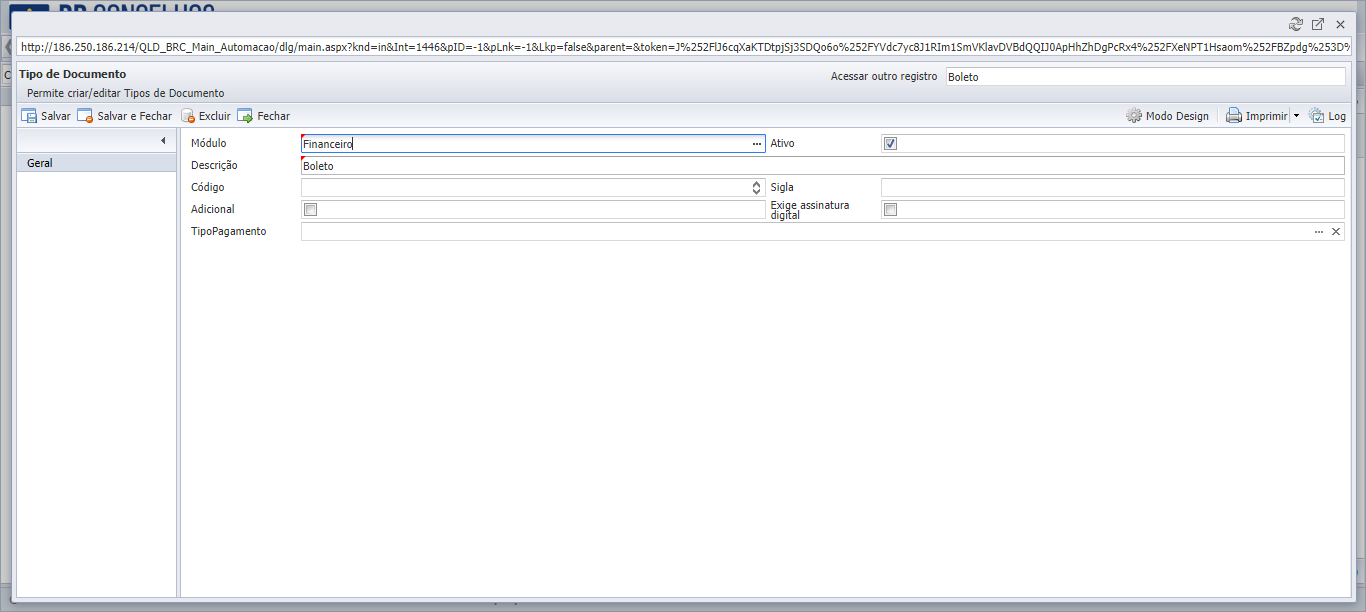 http://186.250.186.214/QLD_BRC_Main_Automacao/dlg/main.aspx?knd=in&Int=1446&pID=-1&pLnk=-1&Lkp=false&parent=&token=J%252FlJ6cqXaKTDtpjSj3SDQo6o%252FYVdc7yc8J1RIm1SmVKlavDVBdQQIJ0ApHhZhDgPcRx4%252FXeNPT1Hsaom%252FBZpdg%253D%
Tipo de Documento
Acessar outro registro Boleto
Permite criar/editar Tipos de Documento
Salvar Salvar e Fechar Excluir Fechar Modo Design Imprimir Log
Geral
Módulo Financeiro ... Ativo
Descrição Boleto
Código Sigla
Adicional Exige assinatura
digital
TipoPagamento ...